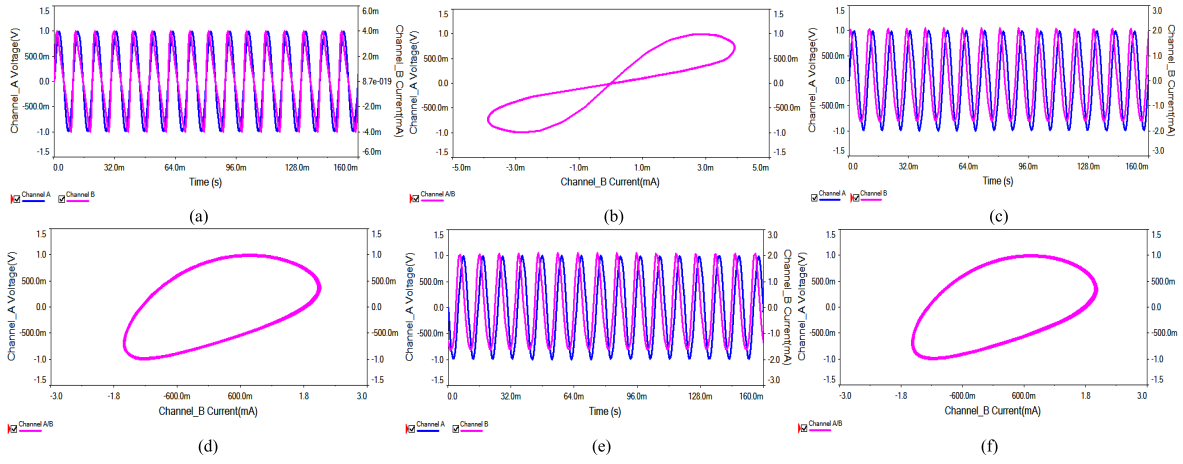 Channel_A Voltage(V)
1.5
1.0
500.0m
0.0
-500.0m
-1.0
-1.5
6.0m
4.0m
2.0m
8.7e-019
-2.0m
-4.0m
-6.0m
Channel_B Current(mA)
0.0 32.0m 64.0m 96.0m 128.0m 160.0m
Time (s)
Channel A Channel B
(a)
Channel_A Voltage(V)
1.5
1.0
500.0m
0.0
-500.0m
-1.0
-1.5
1.5
1.0
500.0m
0.0
-500.0m
-1.0
-1.5
-5.0m -3.0m -1.0m 1.0m 3.0m 5.0m
Channel_B Current(mA)
Channel A/B
(b)
Channel_A Voltage(V)
1.5
1.0
500.0m
0.0
-500.0m
-1.0
-1.5
3.0
2.0
1.0
0.0
-1.0
-2.0
-3.0
Channel_B Current(mA)
0.0 32.0m 64.0m 96.0m 128.0m 160.0m
Time (s)
Channel A Channel B
(c)
Channel_A Voltage(V)
1.5
1.0
500.0m
0.0
-500.0m
-1.0
-1.5
1.5
1.0
500.0m
0.0
-500.0m
-1.0
-1.5
-3.0 -1.8 -600.0m 600.0m 1.8 3.0
Channel_B Current(mA)
Channel A/B
(d)
Channel_A Voltage(V)
1.5
1.0
500.0m
0.0
-500.0m
-1.0
-1.5
3.0
2.0
1.0
0.0
-1.0
-2.0
-3.0
Channel_B Current(mA)
0.0 32.0m 64.0m 96.0m 128.0m 160.0m
Time (s)
Channel A Channel B
(e)
Channel_A Voltage(V)
1.5
1.0
500.0m
0.0
-500.0m
-1.0
-1.5
1.5
1.0
500.0m
0.0
-500.0m
-1.0
-1.5
-3.0 -1.8 -600.0m 600.0m 1.8 3.0
Channel_B Current(mA)
Channel A/B
(f)